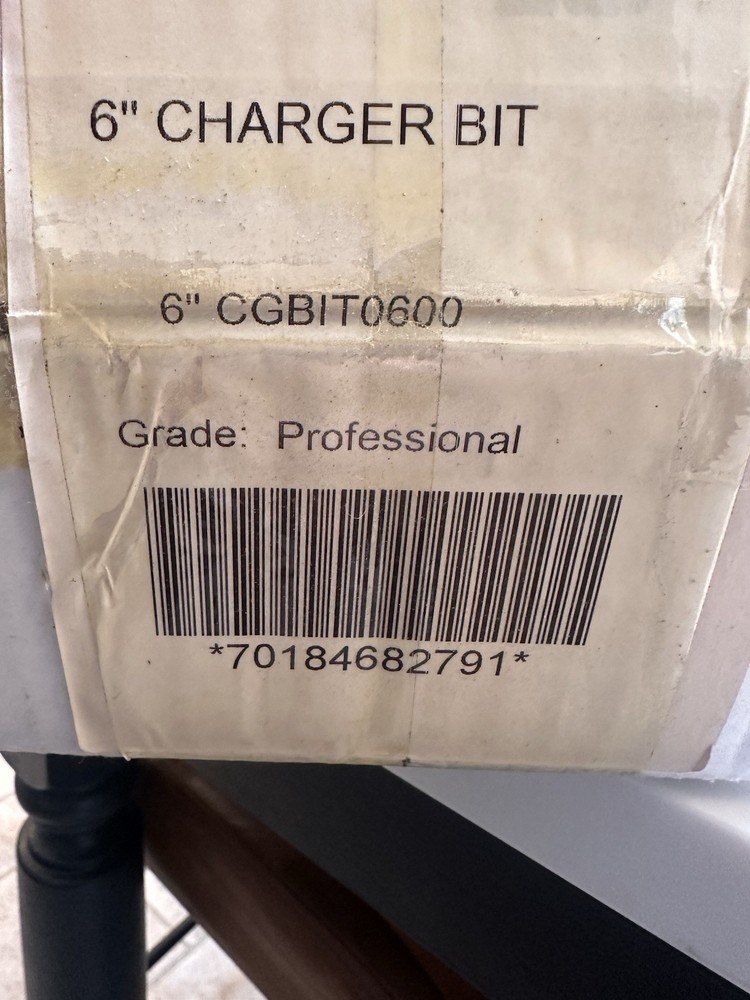 6" CHARGER BIT
6" CGBIT0600
Grade: Professional
*70184682791*